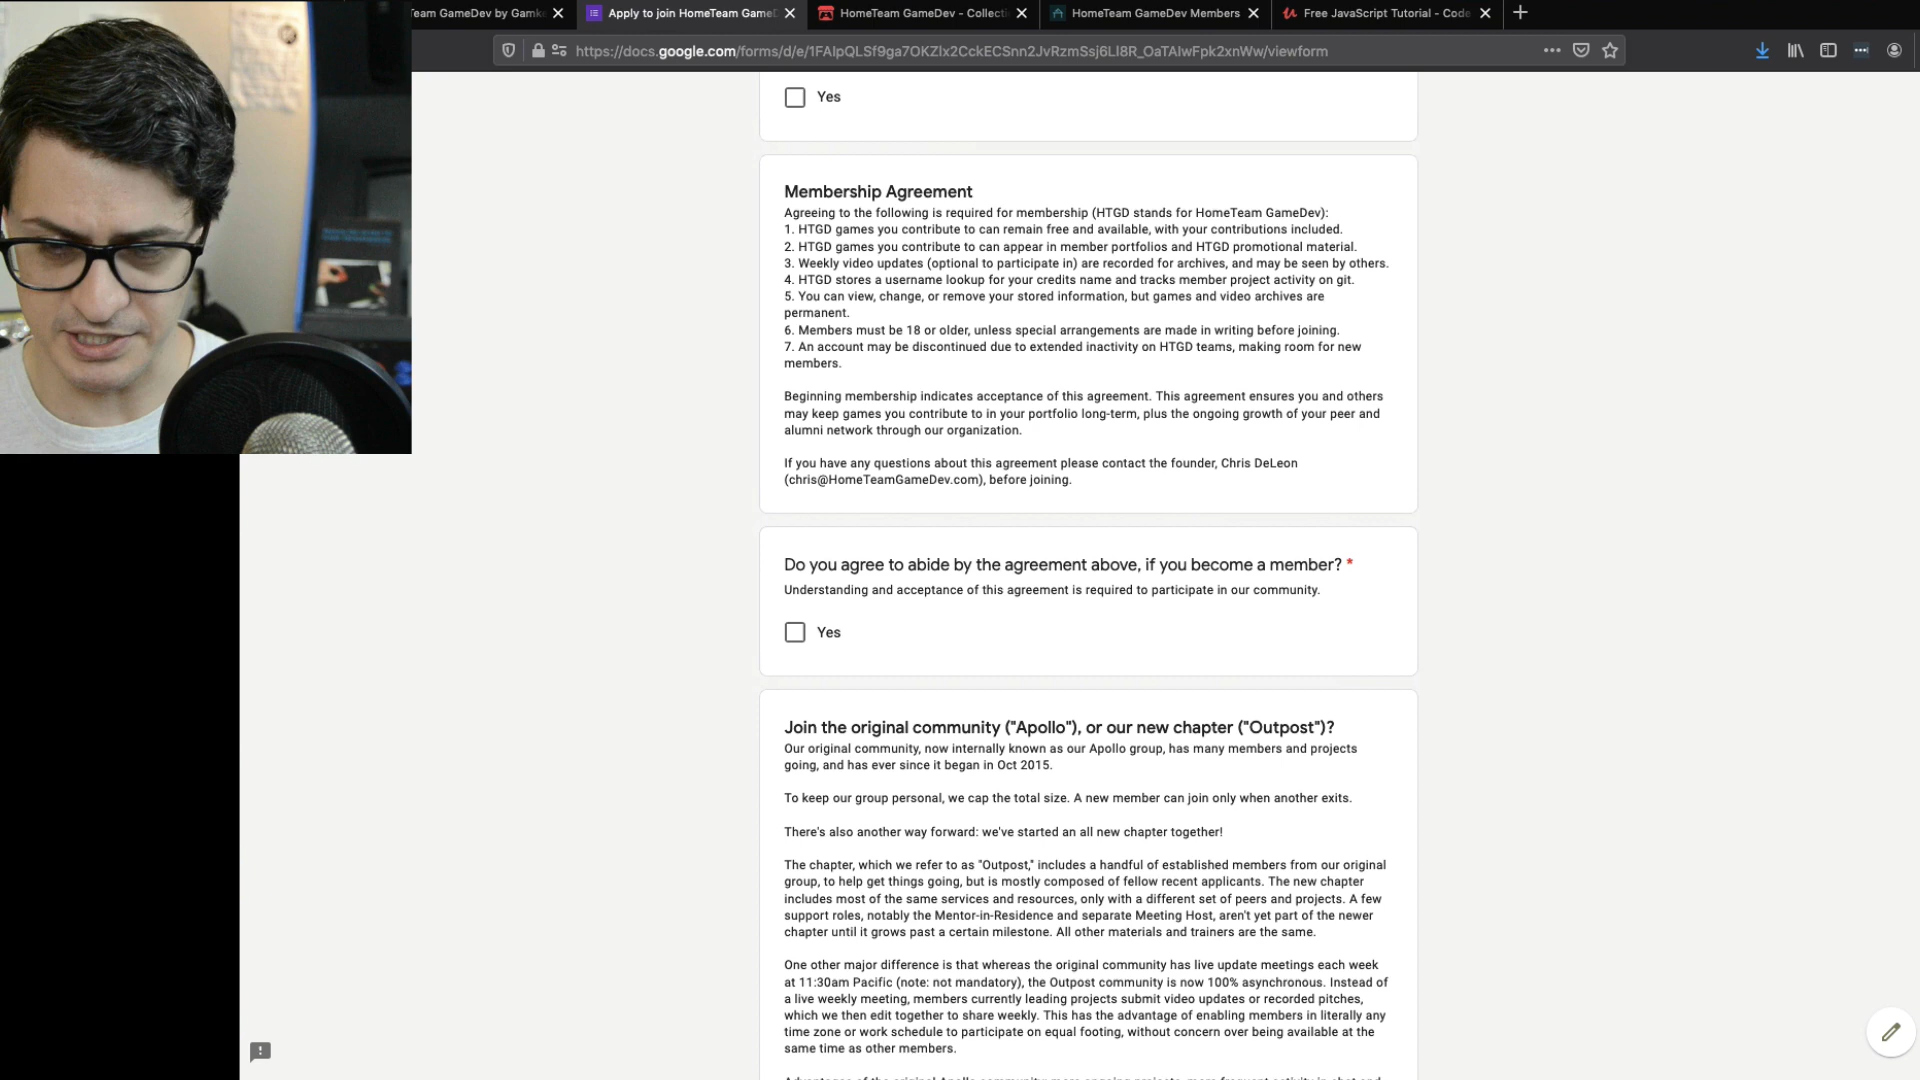 Team GameDev by Gamk
Apply to join HomeTeam GameD
HomeTeam GameDev - Collecti
HomeTeam GameDev Members
Free JavaScript Tutorial - Code
https://docs.google.com/forms/d/e/1FAIpQLSf9ga7OKZIx2CckECSnn2JvRzmSsj6Ll8R_OaTAIwFpk2xnWw/viewform
Yes
Membership Agreement
Agreeing to the following is required for membership (HTGD stands for HomeTeam GameDev):
1. HTGD games you contribute to can remain free and available, with your contributions included.
2. HTGD games you contribute to can appear in member portfolios and HTGD promotional material.
3. Weekly video updates (optional to participate in) are recorded for archives, and may be seen by others.
4. HTGD stores a username lookup for your credits name and tracks member project activity on git.
5. You can view, change, or remove your stored information, but games and video archives are
permanent.
6. Members must be 18 or older, unless special arrangements are made in writing before joining.
7. An account may be discontinued due to extended inactivity on HTGD teams, making room for new
members.
Beginning membership indicates acceptance of this agreement. This agreement ensures you and others
may keep games you contribute to in your portfolio long-term, plus the ongoing growth of your peer and
alumni network through our organization.
If you have any questions about this agreement please contact the founder, Chris DeLeon
(chris@HomeTeamGameDev.com), before joining.
Do you agree to abide by the agreement above, if you become a member? *
Understanding and acceptance of this agreement is required to participate in our community.
Yes
Join the original community ("Apollo"), or our new chapter ("Outpost")?
Our original community, now internally known as our Apollo group, has many members and projects
going, and has ever since it began in Oct 2015.
To keep our group personal, we cap the total size. A new member can join only when another exits.
There's also another way forward: we've started an all new chapter together!
The chapter, which we refer to as "Outpost," includes a handful of established members from our original
group, to help get things going, but is mostly composed of fellow recent applicants. The new chapter
includes most of the same services and resources, only with a different set of peers and projects. A few
support roles, notably the Mentor-in-Residence and separate Meeting Host, aren't yet part of the newer
chapter until it grows past a certain milestone. All other materials and trainers are the same.
One other major difference is that whereas the original community has live update meetings each week
at 11:30am Pacific (note: not mandatory), the Outpost community is now 100% asynchronous. Instead of
a live weekly meeting, members currently leading projects submit video updates or recorded pitches,
which we then edit together to share weekly. This has the advantage of enabling members in literally any
time zone or work schedule to participate on equal footing, without concern over being available at the
same time as other members.